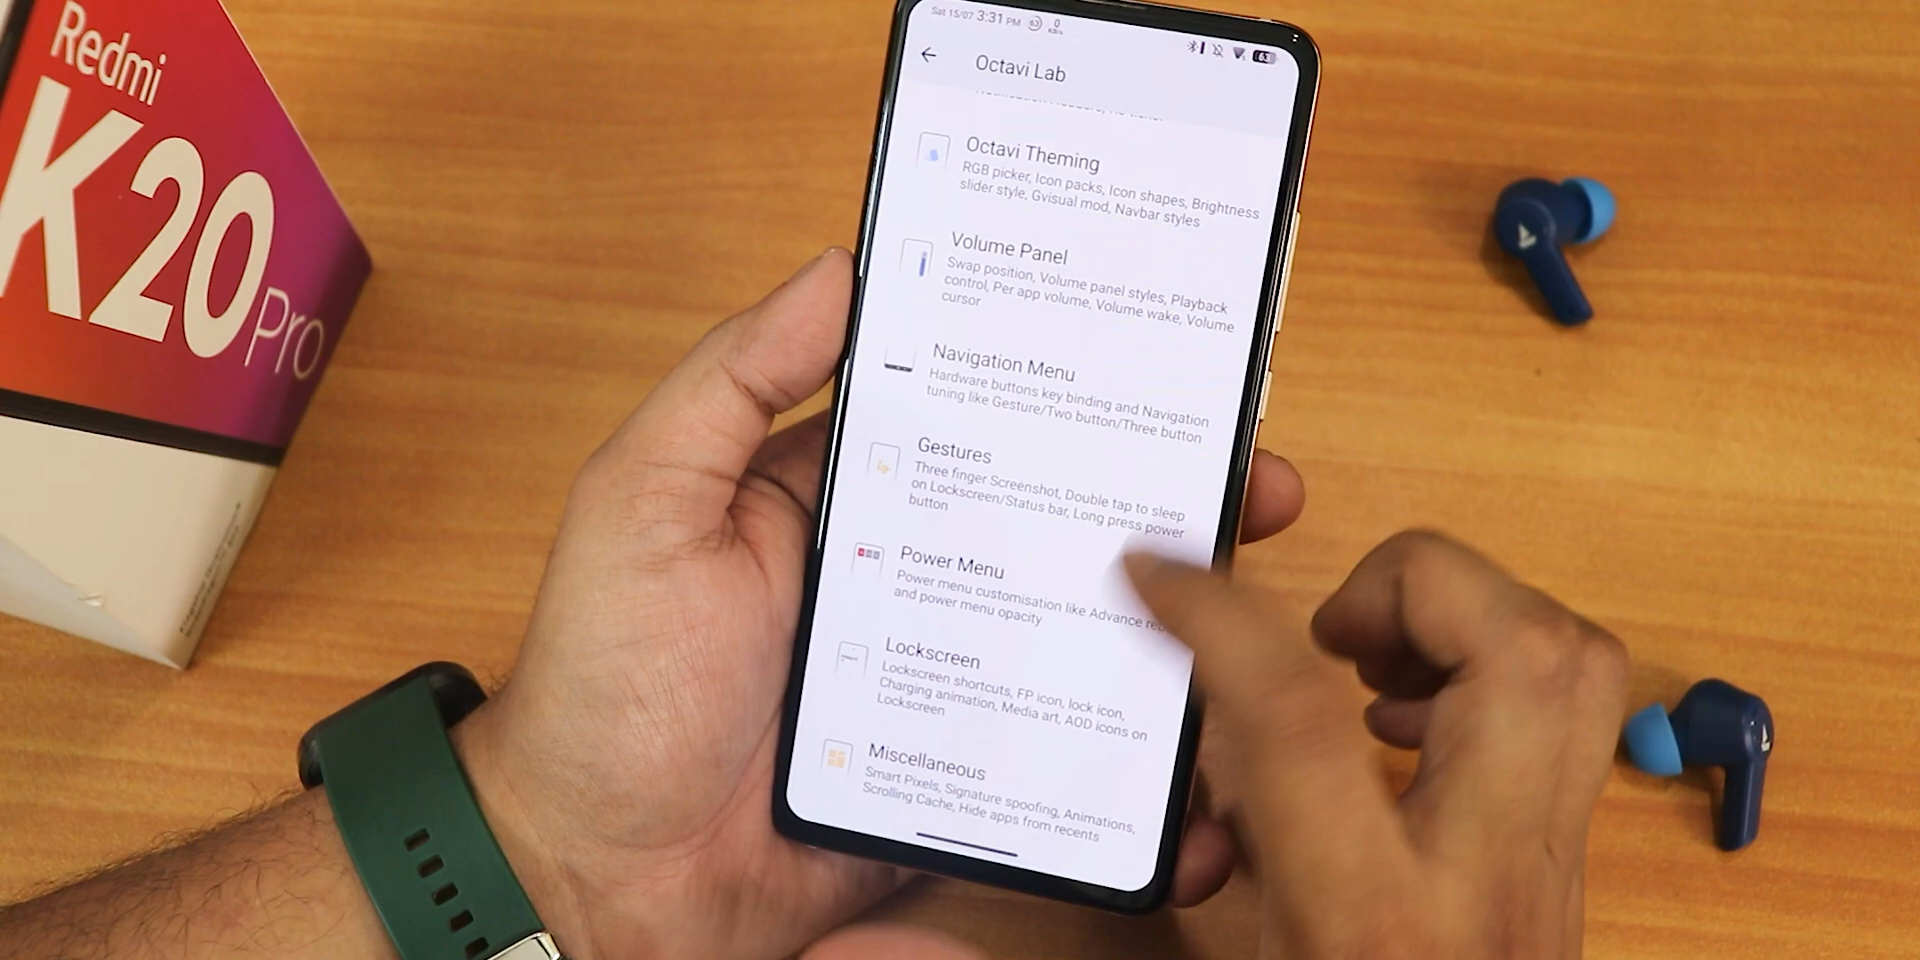 Redmi
K20 Pro
Sat 15/07 3:31 PM 63 0 KB/s
63
Octavi Lab
Octavi Theming
RGB picker, Icon packs, Icon shapes, Brightness
slider style, Gvisual mod, Navbar styles
Volume Panel
Swap position, Volume panel styles, Playback
control, Per app volume, Volume wake, Volume
cursor
Navigation Menu
Hardware buttons key binding and Navigation
tuning like Gesture/Two button/Three button
Gestures
Three finger Screenshot, Double tap to sleep
on Lockscreen/Status bar, Long press power
button
Power Menu
Power menu customisation like Advance
and power menu opacity
Lockscreen
Lockscreen shortcuts, FP icon, lock icon,
Charging animation, Media art, AOD icons on
Lockscreen
Miscellaneous
Smart Pixels, Signature spoofing, Animations,
Scrolling Cache, Hide apps from recents